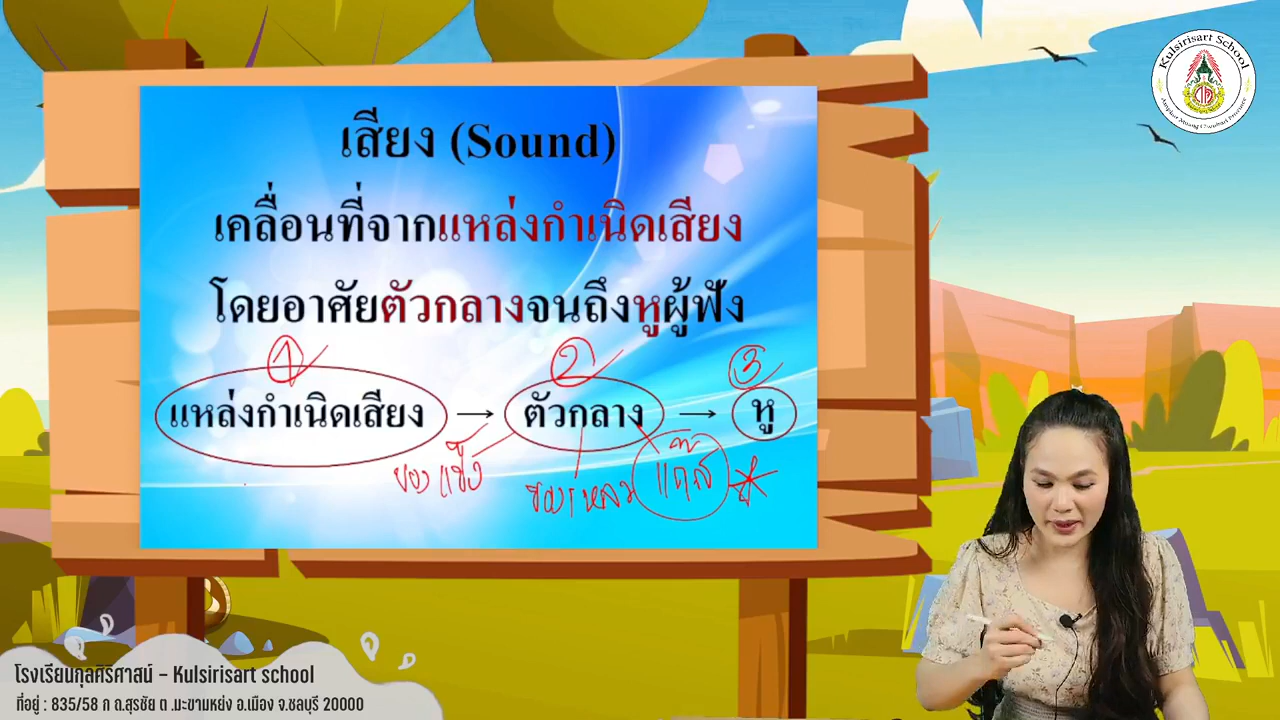 Kulsirisart School
เสียง (Sound)
เคลื่อนที่จากแหล่งกำเนิดเสียง
โดยอาศัยตัวกลางจนถึงหูผู้ฟัง
1 2 3
แหล่งกำเนิดเสียง → ตัวกลาง → หู
ของแข็ง ของเหลว แก๊ส
โรงเรียนกุลศิริศาสน์ - Kulsirisart school
ที่อยู่ : 835/58 ก ถ.สุรชัย ต .มะขามหย่ง อ.เมือง จ.ชลบุรี 20000